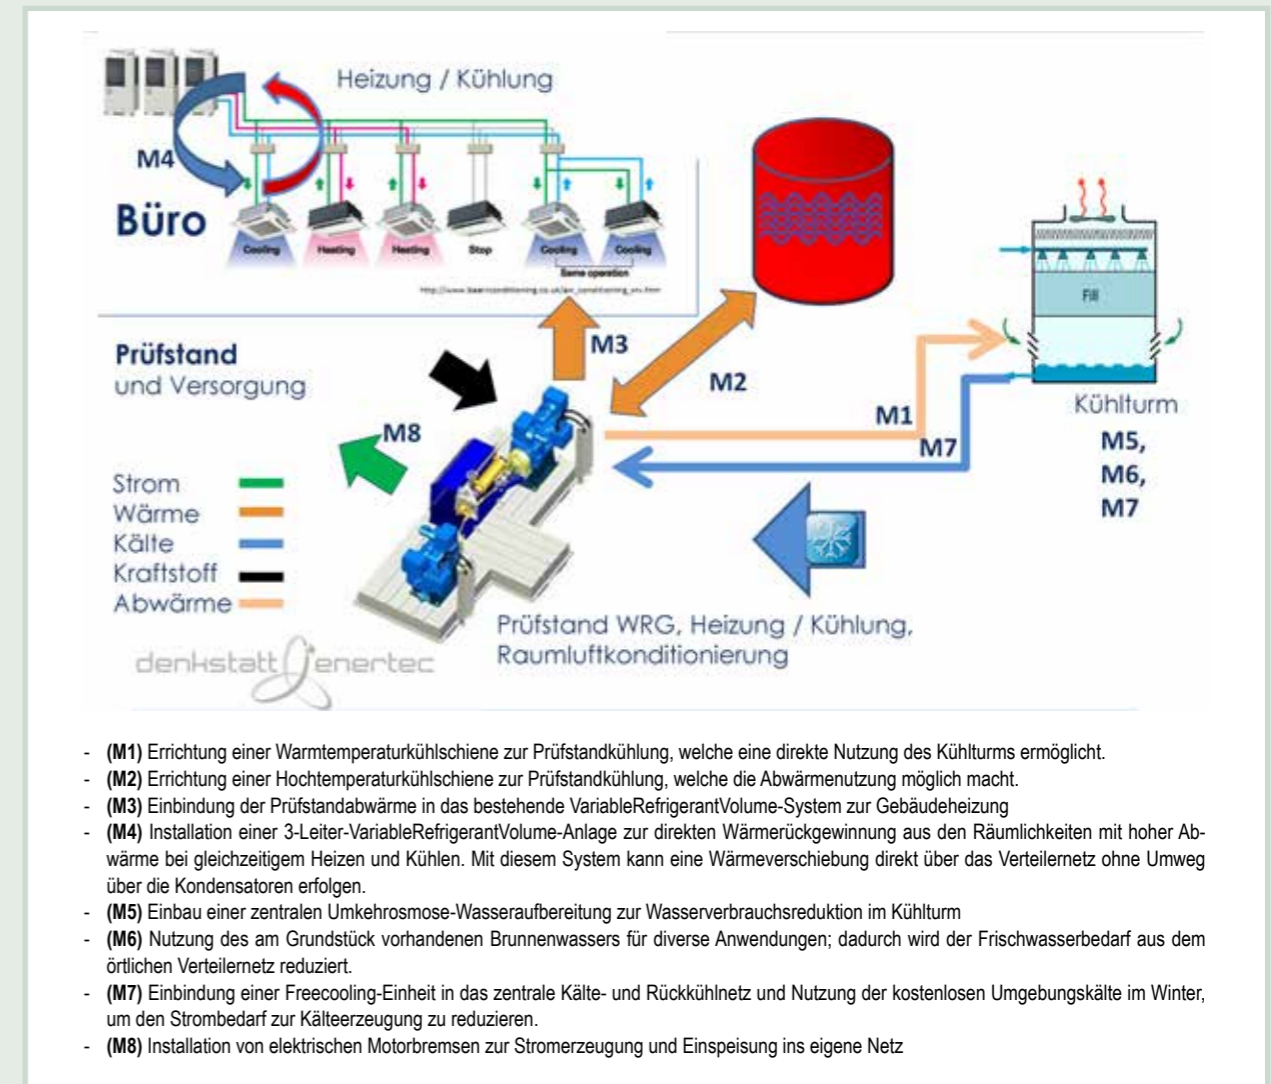 Heizung / Kühlung
M4
Büro
Cooling
Heating
Heating
Stop
Cooling
Cooling
Same operation
M3
M2
Fill
Prüfstand
und Versorgung
M8
M1
M7
Kühlturm
M5,
M6,
M7
Strom
Wärme
Kälte
Kraftstoff
Abwärme
Prüfstand WRG, Heizung / Kühlung,
Raumluftkonditionierung
denkstatt enertec
- (M1) Errichtung einer Warmtemperaturkühlschiene zur Prüfstandkühlung, welche eine direkte Nutzung des Kühlturms ermöglicht.
- (M2) Errichtung einer Hochtemperaturkühlschiene zur Prüfstandkühlung, welche die Abwärmenutzung möglich macht.
- (M3) Einbindung der Prüfstandabwärme in das bestehende VariableRefrigerantVolume-System zur Gebäudeheizung
- (M4) Installation einer 3-Leiter-VariableRefrigerantVolume-Anlage zur direkten Wärmerückgewinnung aus den Räumlichkeiten mit hoher Ab-
wärme bei gleichzeitigem Heizen und Kühlen. Mit diesem System kann eine Wärmeverschiebung direkt über das Verteilernetz ohne Umweg
über die Kondensatoren erfolgen.
- (M5) Einbau einer zentralen Umkehrosmose-Wasseraufbereitung zur Wasserverbrauchsreduktion im Kühlturm
- (M6) Nutzung des am Grundstück vorhandenen Brunnenwassers für diverse Anwendungen; dadurch wird der Frischwasserbedarf aus dem
örtlichen Verteilernetz reduziert.
- (M7) Einbindung einer Freecooling-Einheit in das zentrale Kälte- und Rückkühlnetz und Nutzung der kostenlosen Umgebungskälte im Winter,
um den Strombedarf zur Kälteerzeugung zu reduzieren.
- (M8) Installation von elektrischen Motorbremsen zur Stromerzeugung und Einspeisung ins eigene Netz